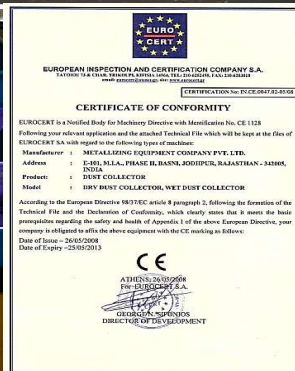 EURO
CERT
EUROPEAN INSPECTION AND CERTIFICATION COMPANY S.A.
CERTIFICATION No: IN.CE.0047.02-05/08
CERTIFICATE OF CONFORMITY
EUROCERT is a Notified Body for Machinery Directive with Identification No. CE 1128
Following your relevant application and the attached Technical File which will be kept at the files of
EUROCERT SA with regard to the following types of machines:
Manufacturer : METALLIZING EQUIPMENT COMPANY PVT. LTD.
Address : E-101, M.I.A., PHASE II, BASNI, JODHPUR, RAJASTHAN - 342005,
INDIA
Product: : DUST COLLECTOR
Model : DRY DUST COLLECTOR, WET DUST COLLECTOR
According to the European Directive 98/37/EC article 8 paragraph 2, following the formation of the
Technical File and the Declaration of Conformity, which clearly states that it meets the basic
prerequisites regarding the safety and health of Appendix I of the above European Directive, your
company is obligated to affix the above equipment with the CE marking as follows:
Date of Issue – 26/05/2008
Date of Expiry –25/05/2013
CE
ATHENS: 26/05/2008
For EUROCERT S.A.
DIRECTOR OF DEVELOPMENT